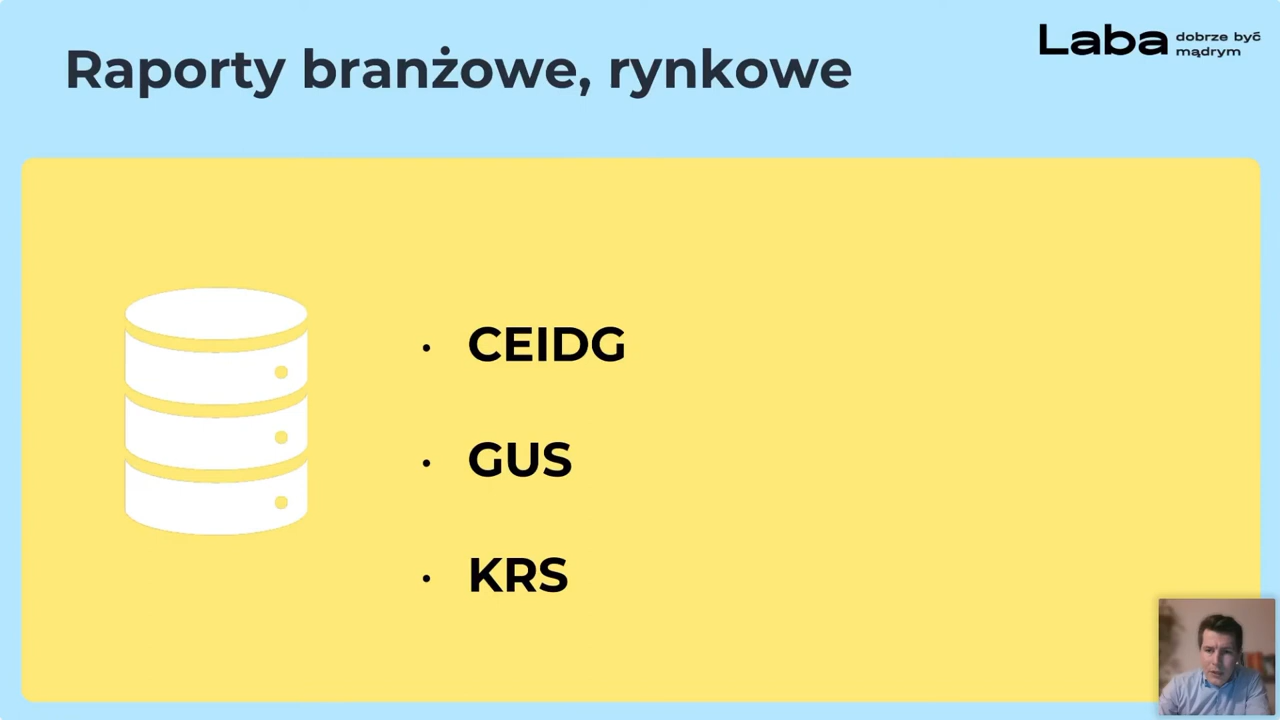 Raporty branżowe, rynkowe
Laba
dobrze być
mądrym
• CEIDG
• GUS
• KRS